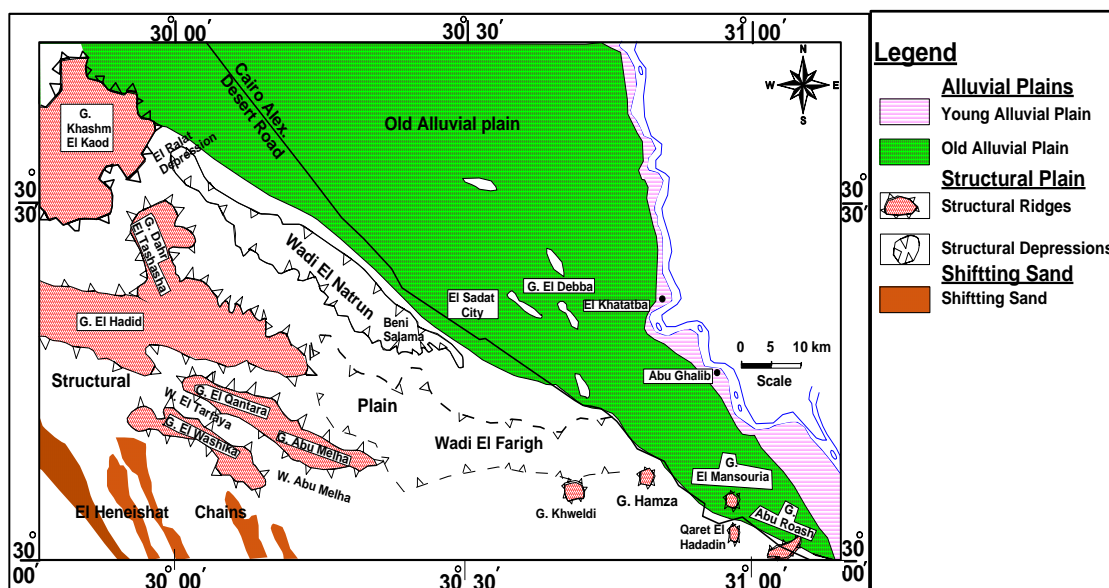 30° 00′
30° 30′
31° 00′
N
W E
S
G.
Khashm
El Kaod
El Ralat
Depression
Cairo Alex.
Desert Road
Old Alluvial plain
30°
30′
30°
30′
G. Dahr
El Tashasha
Wadi El Natrun
G. El Debba
El Sadat
City
El Khatatba
Beni
Salama
G. El Hadid
0 5 10 km
Scale
Abu Ghalib
Structural
Plain
G. El Qantara
W. El Tarfaya
G. El Washika
G. Abu Melha
W. Abu Melha
Wadi El Farigh
G.
El Mansouria
G. Hamza
G. Khweldi
G.
Abu Roash
Qaret El
Hadadin
El Heneishat Chains
30°
00′
30°
00′
30° 00′
30° 30′
31° 00′
Legend
Alluvial Plains
Young Alluvial Plain
Old Alluvial Plain
Structural Plain
Structural Ridges
Structural Depressions
Shiftting Sand
Shiftting Sand